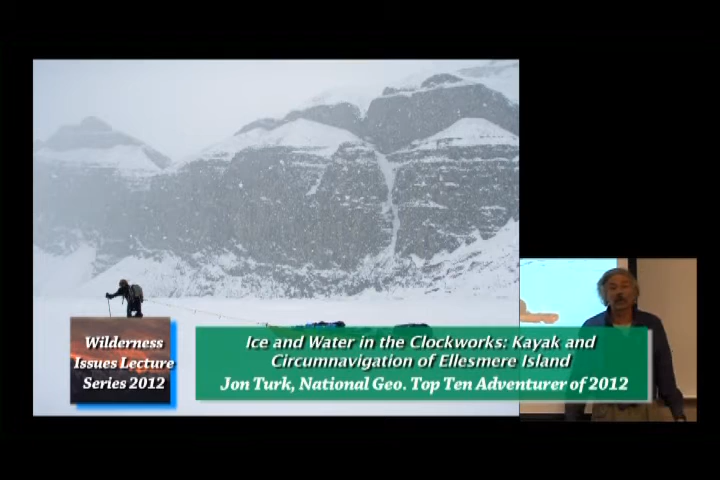 Wilderness
Issues Lecture
Series 2012
Ice and Water in the Clockworks: Kayak and
Circumnavigation of Ellesmere Island
Jon Turk, National Geo. Top Ten Adventurer of 2012